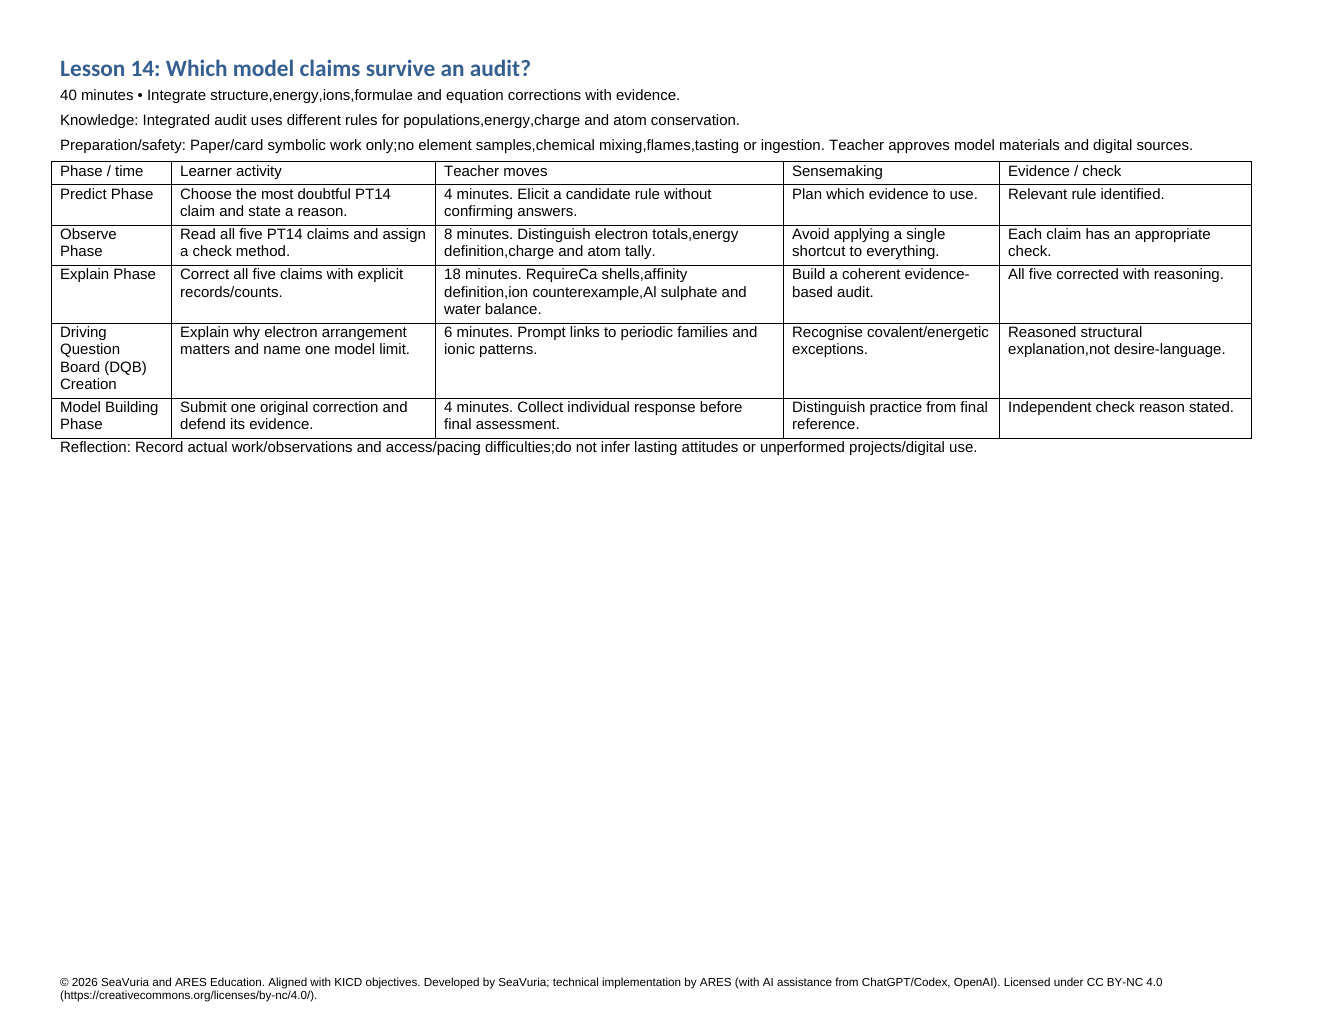 Lesson 14: Which model claims survive an audit?
40 minutes • Integrate structure,energy,ions,formulae and equation corrections with evidence.
Knowledge: Integrated audit uses different rules for populations,energy,charge and atom conservation.
Preparation/safety: Paper/card symbolic work only;no element samples,chemical mixing,flames,tasting or ingestion. Teacher approves model materials and digital sources.
Phase / time
Learner activity
Teacher moves
Sensemaking
Evidence / check
Predict Phase
Choose the most doubtful PT14
claim and state a reason.
4 minutes. Elicit a candidate rule without
confirming answers.
Plan which evidence to use.
Relevant rule identified.
Observe
Phase
Read all five PT14 claims and assign
a check method.
8 minutes. Distinguish electron totals,energy
definition,charge and atom tally.
Avoid applying a single
shortcut to everything.
Each claim has an appropriate
check.
Explain Phase
Correct all five claims with explicit
records/counts.
18 minutes. RequireCa shells,affinity
definition,ion counterexample,Al sulphate and
water balance.
Build a coherent evidence-
based audit.
All five corrected with reasoning.
Driving
Question
Board (DQB)
Creation
Explain why electron arrangement
matters and name one model limit.
6 minutes. Prompt links to periodic families and
ionic patterns.
Recognise covalent/energetic
exceptions.
Reasoned structural
explanation,not desire-language.
Model Building
Phase
Submit one original correction and
defend its evidence.
4 minutes. Collect individual response before
final assessment.
Distinguish practice from final
reference.
Independent check reason stated.
Reflection: Record actual work/observations and access/pacing difficulties;do not infer lasting attitudes or unperformed projects/digital use.
© 2026 SeaVuria and ARES Education. Aligned with KICD objectives. Developed by SeaVuria; technical implementation by ARES (with AI assistance from ChatGPT/Codex, OpenAI). Licensed under CC BY-NC 4.0
(https://creativecommons.org/licenses/by-nc/4.0/).